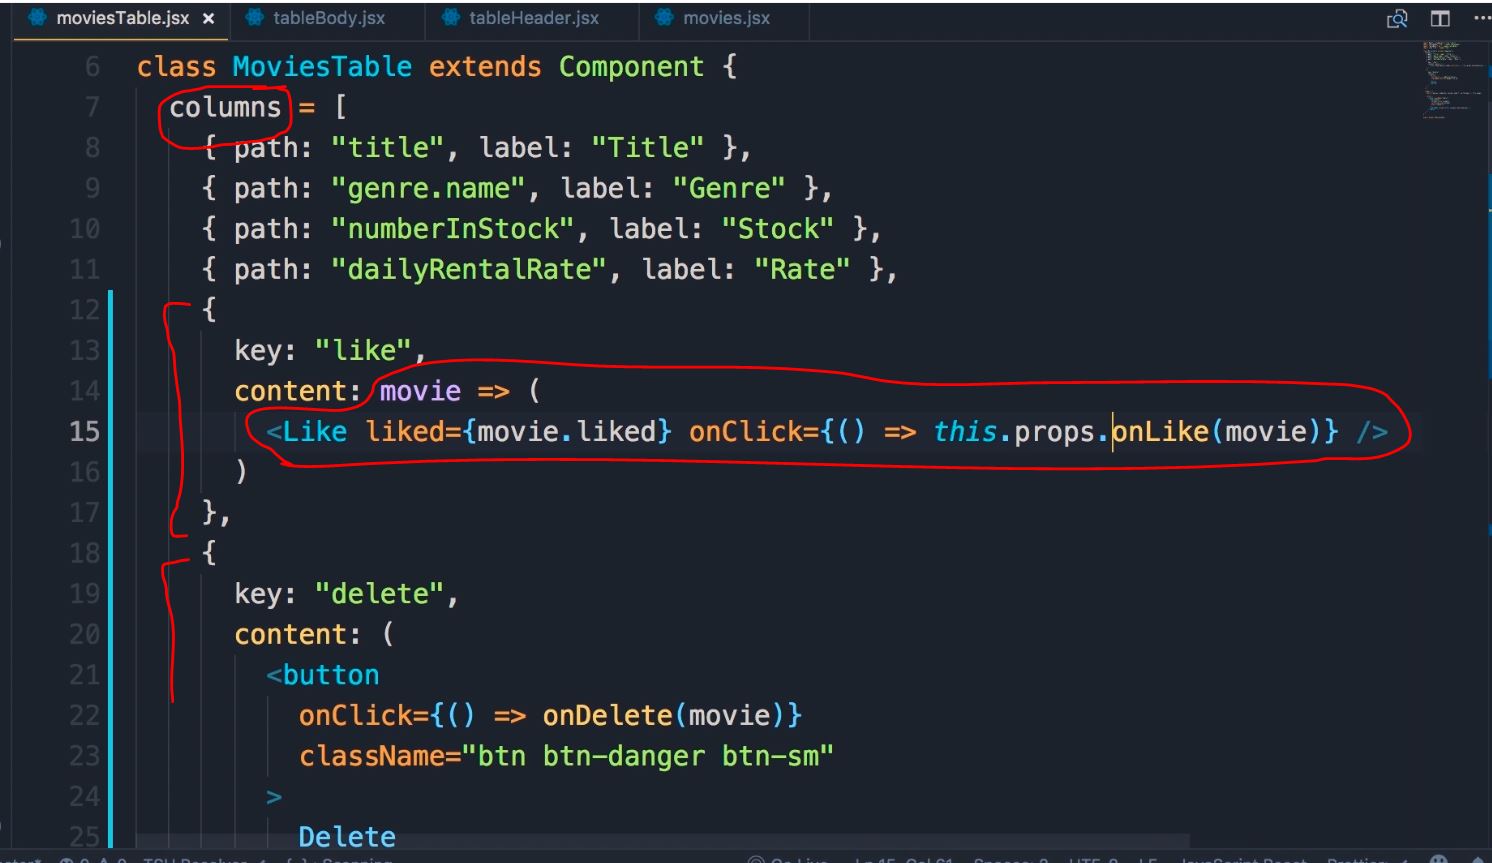 moviesTable.jsx × tableBody.jsx tableHeader.jsx movies.jsx
6 class MoviesTable extends Component {
7 columns = [
8 { path: "title", label: "Title" },
9 { path: "genre.name", label: "Genre" },
10 { path: "numberInStock", label: "Stock" },
11 { path: "dailyRentalRate", label: "Rate" },
12 {
13 key: "like",
14 content: movie => (
15 <Like liked={movie.liked} onClick={() => this.props.onLike(movie)} />
16 )
17 },
18 {
19 key: "delete",
20 content: (
21 <button
22 onClick={() => onDelete(movie)}
23 className="btn btn-danger btn-sm"
24 >
25 Delete